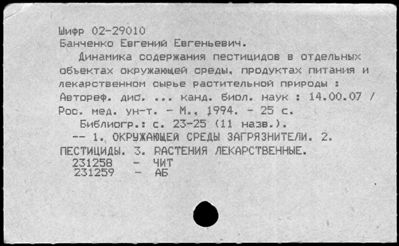 Шифр 02-29010
Банченко Евгений Евгеньевич.
Динамика содержания пестицидов в отдельных
объектах окружающей среды, продуктах питания и
лекарственном сырье растительной природы :
Автореф. дис. ... канд. биол. наук : 14.00.07 /
Рос. мед. ун-т. - М., 1994. - 25 с.
Библиогр.: с. 23-25 (11 назв.).
-- 1. ОКРУЖАЮЩЕЙ СРЕДЫ ЗАГРЯЗНИТЕЛИ. 2.
ПЕСТИЦИДЫ. 3. РАСТЕНИЯ ЛЕКАРСТВЕННЫЕ.
231258 - ЧИТ
231259 - АБ